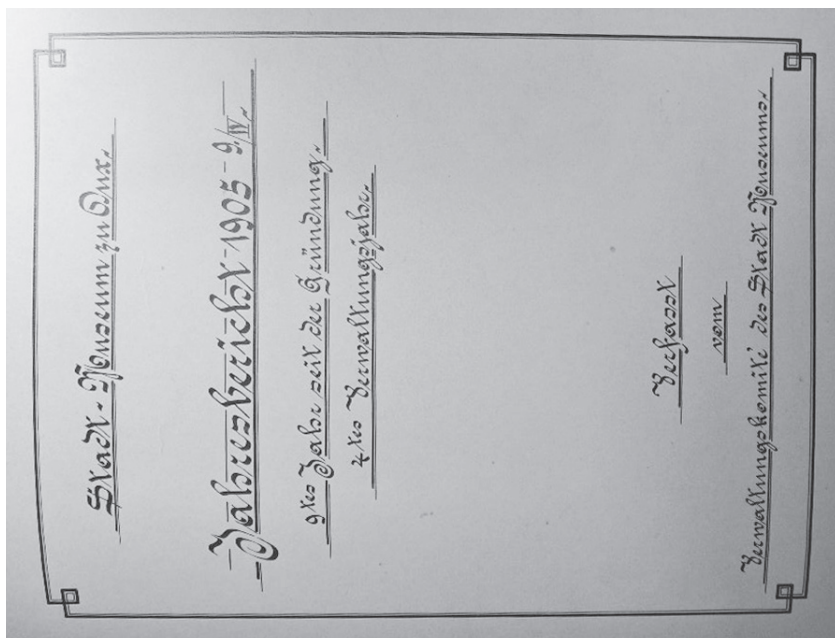 Stadt-Museum zu Dux.
Jahresbericht 1905 - 9./IV.
9tes Jahr seit der Gründung.
4tes Verwaltungsjahr.
Verfasst
vom
Verwaltungskomité des Stadt Museums.